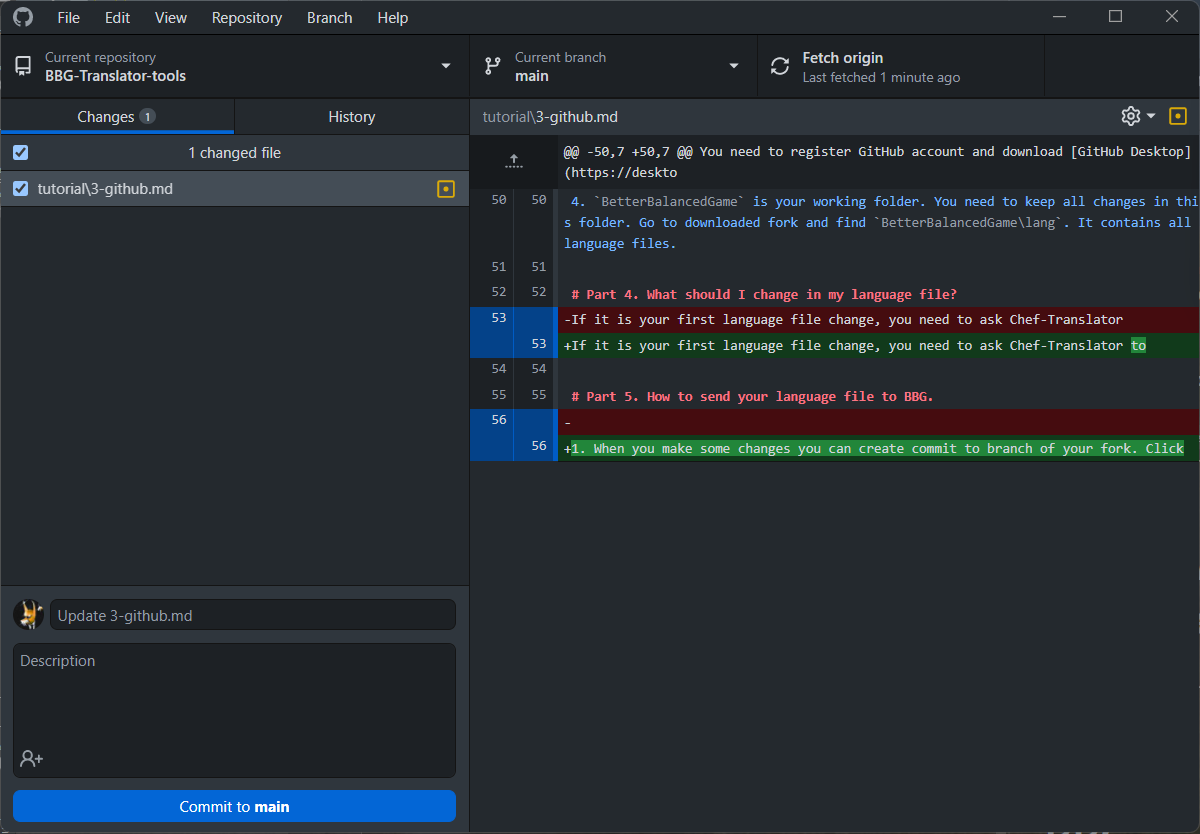 File Edit View Repository Branch Help
Current repository
BBG-Translator-tools
Current branch
main
Fetch origin
Last fetched 1 minute ago
Changes 1
History
1 changed file
tutorial\3-github.md
Update 3-github.md
Description
Commit to main
tutorial\3-github.md
@@ -50,7 +50,7 @@ You need to register GitHub account and download [GitHub Desktop]
(https://deskto
50 50 4. `BetterBalancedGame` is your working folder. You need to keep all changes in thi
s folder. Go to downloaded fork and find `BetterBalancedGame\lang`. It contains all
language files.
51 51
52 52 # Part 4. What should I change in my language file?
53 -If it is your first language file change, you need to ask Chef-Translator
53 +If it is your first language file change, you need to ask Chef-Translator to
54 54
55 55 # Part 5. How to send your language file to BBG.
56 -
56 +1. When you make some changes you can create commit to branch of your fork. Click